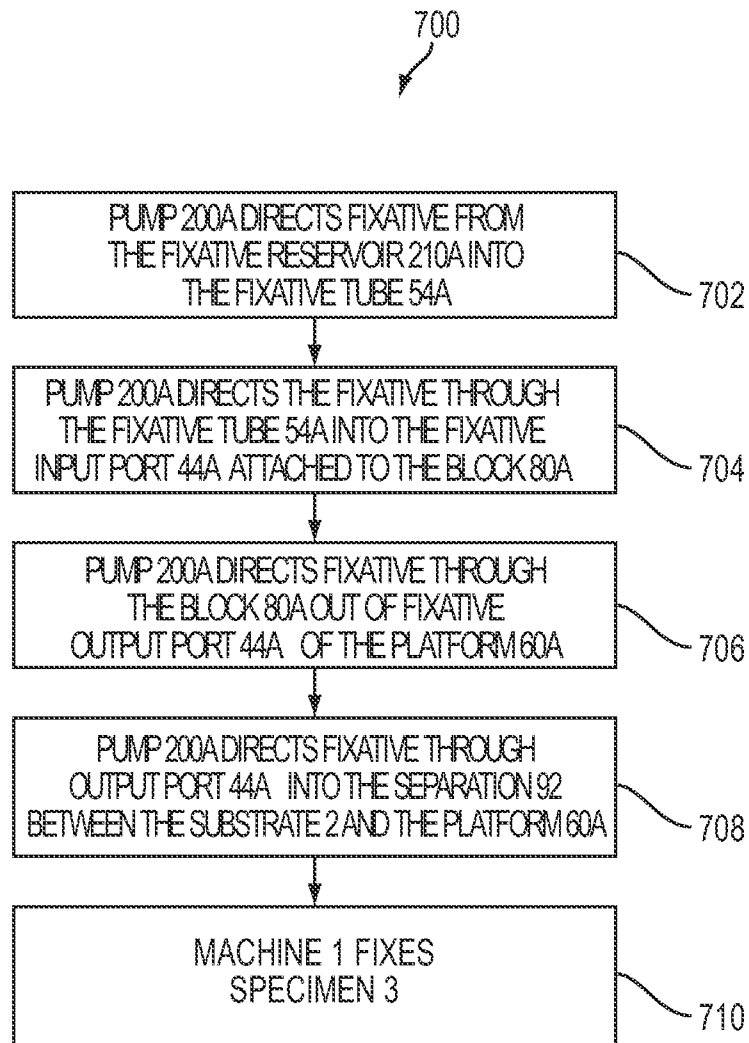 700
PUMP 200A DIRECTS FIXATIVE FROM
THE FIXATIVE RESERVOIR 210A INTO
THE FIXATIVE TUBE 54A
702
PUMP 200A DIRECTS THE FIXATIVE THROUGH
THE FIXATIVE TUBE 54A INTO THE FIXATIVE
INPUT PORT 44A ATTACHED TO THE BLOCK 80A
704
PUMP 200A DIRECTS FIXATIVE THROUGH
THE BLOCK 80A OUT OF FIXATIVE
OUTPUT PORT 44A OF THE PLATFORM 60A
706
PUMP 200A DIRECTS FIXATIVE THROUGH
OUTPUT PORT 44A INTO THE SEPARATION 92
BETWEEN THE SUBSTRATE 2 AND THE PLATFORM 60A
708
MACHINE 1 FIXES
SPECIMEN 3
710